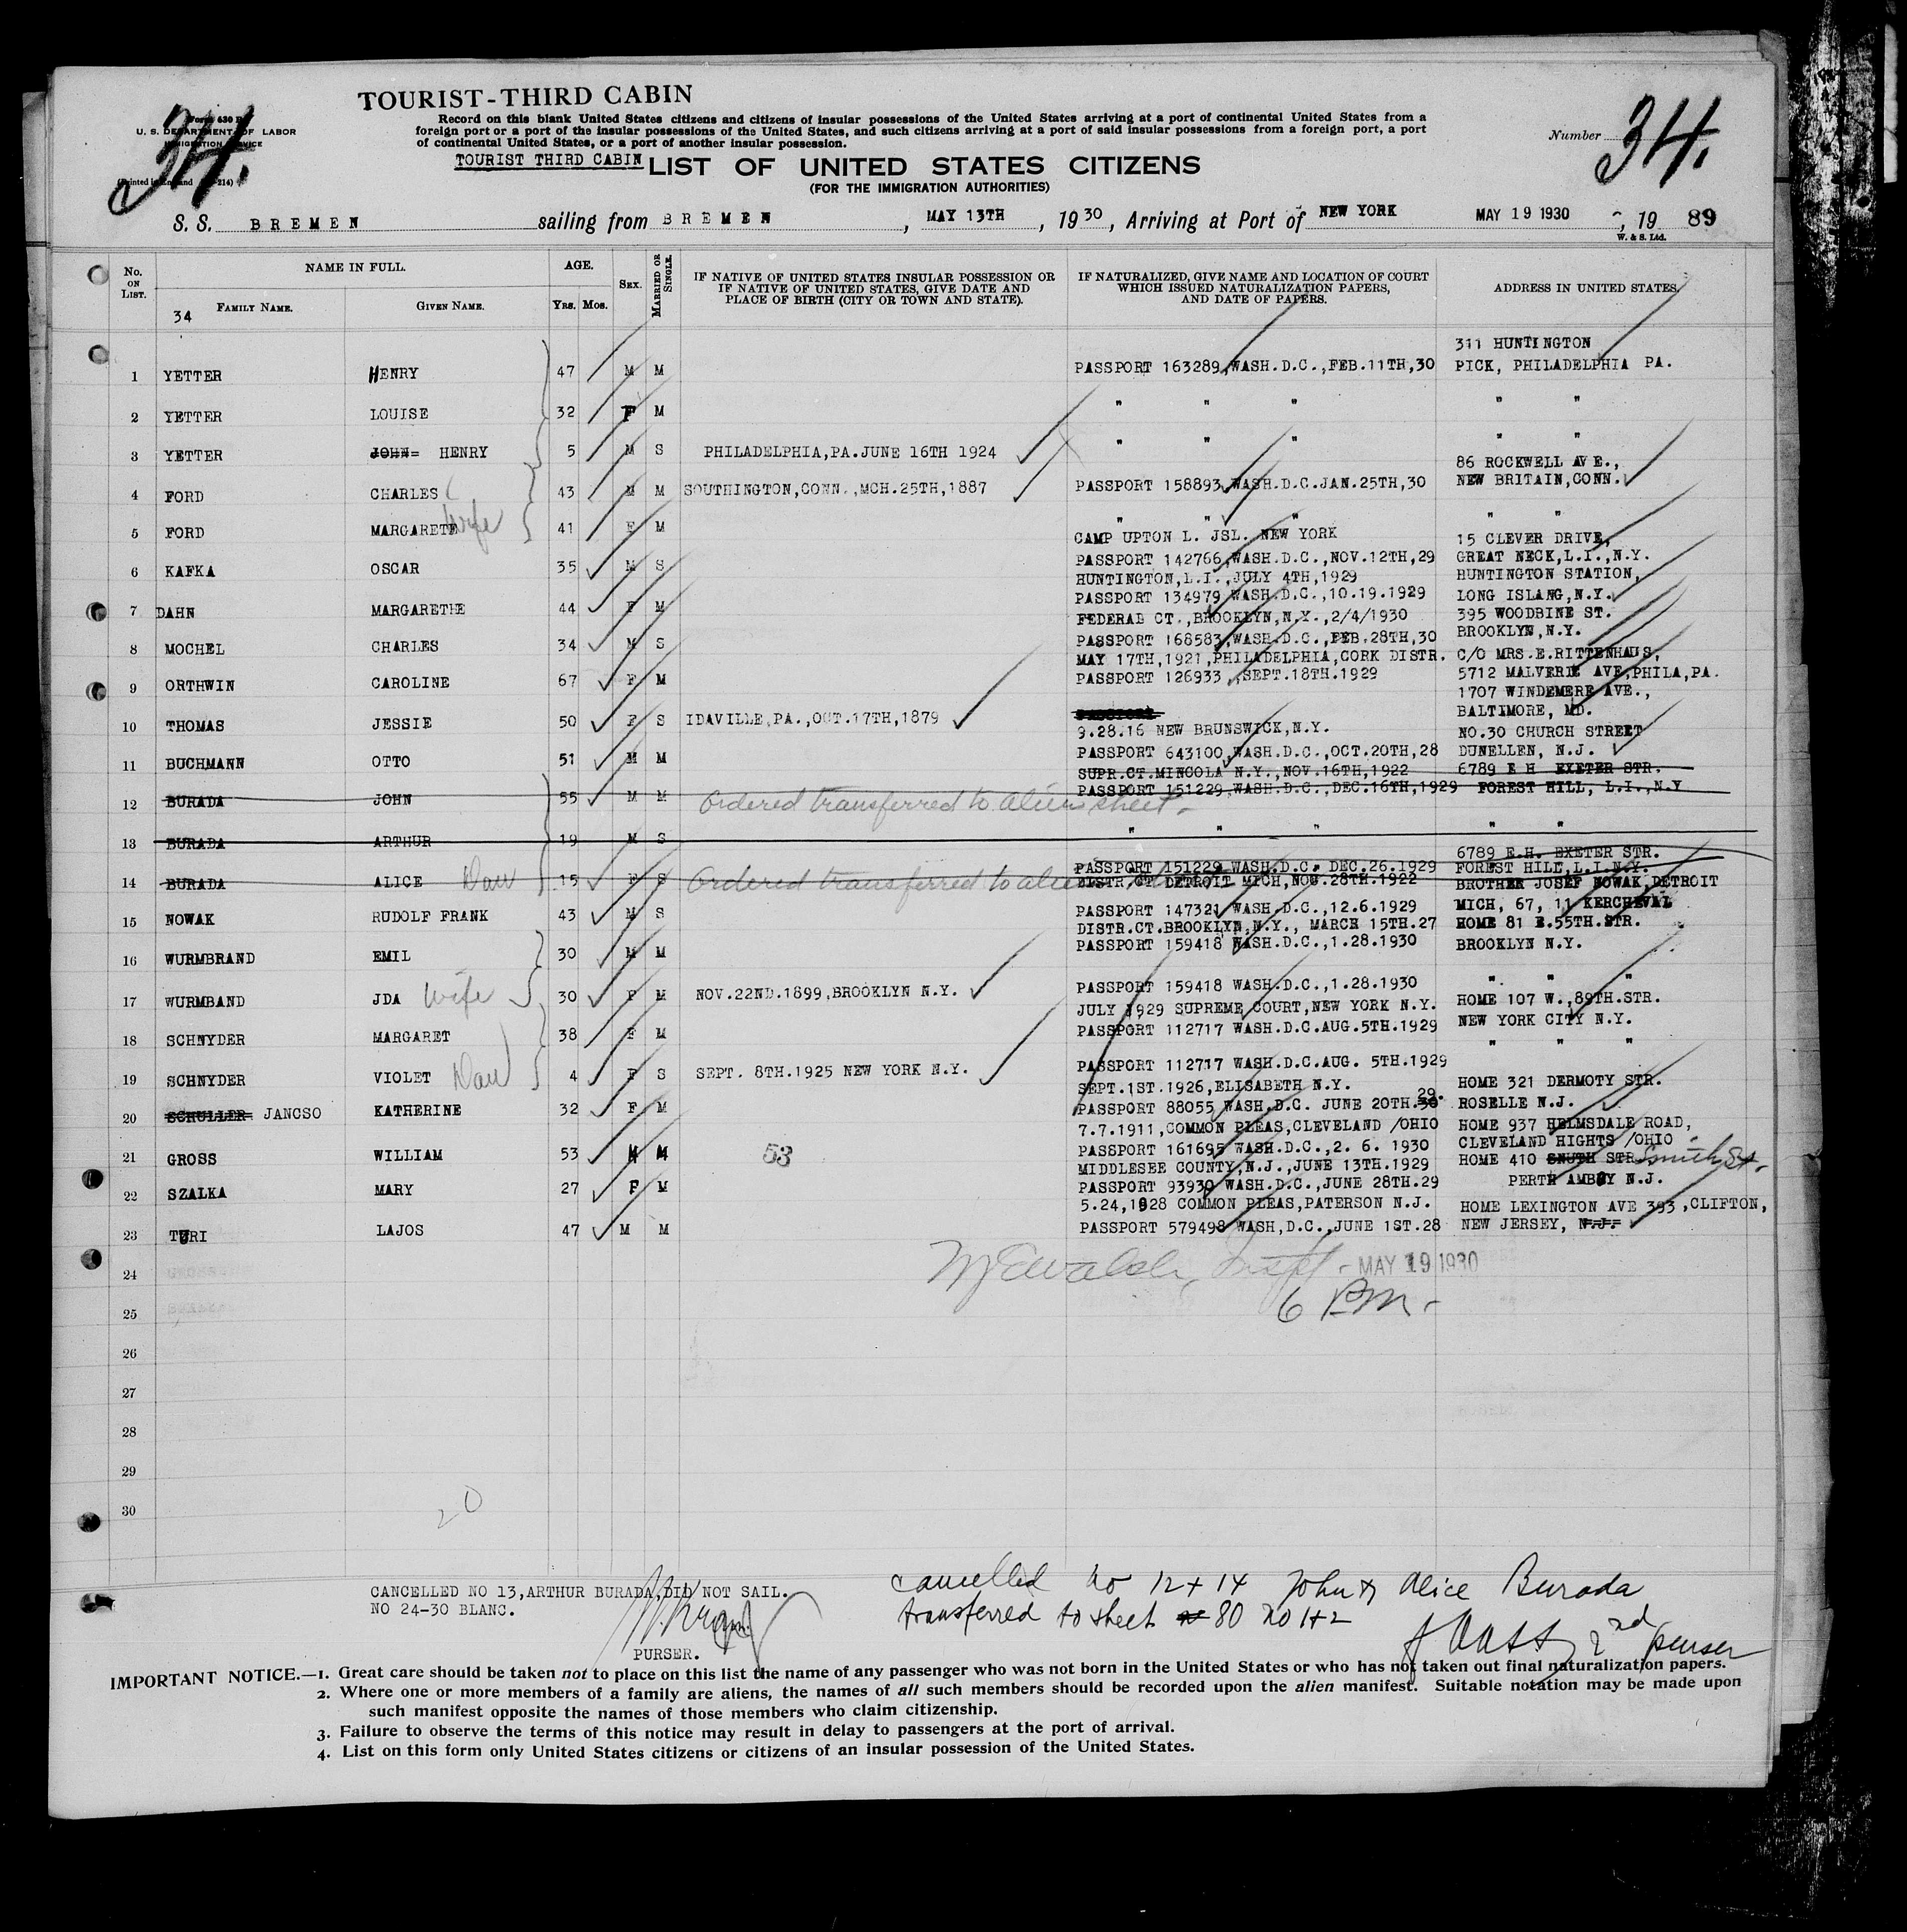 TOURIST-THIRD CABIN
Form 630 B
U. S. DEPARTMENT OF LABOR
IMMIGRATION SERVICE
34.
Record on this blank United States citizens and citizens of insular possessions of the United States arriving at a port of continental United States from a
foreign port or a port of the insular possessions of the United States, and such citizens arriving at a port of said insular possessions from a foreign port, a port
of continental United States, or a port of another insular possession.
Number 34.
TOURIST THIRD CABIN LIST OF UNITED STATES CITIZENS
(FOR THE IMMIGRATION AUTHORITIES)
S. S. BREMEN sailing from BREMEN, MAY 13TH, 1930, Arriving at Port of NEW YORK MAY 19 1930, 19 89
W. & S. Ltd.
No. ON LIST. NAME IN FULL. AGE. SEX. MARRIED OR SINGLE. IF NATIVE OF UNITED STATES INSULAR POSSESSION OR IF NATIVE OF UNITED STATES, GIVE DATE AND PLACE OF BIRTH (CITY OR TOWN AND STATE). IF NATURALIZED, GIVE NAME AND LOCATION OF COURT WHICH ISSUED NATURALIZATION PAPERS, AND DATE OF PAPERS. ADDRESS IN UNITED STATES
34 FAMILY NAME. GIVEN NAME. Yrs. Mos.
311 HUNTINGTON
1 YETTER HENRY 47 M M PASSPORT 163289, WASH.D.C.,FEB.11TH,30 PICK, PHILADELPHIA PA.
2 YETTER LOUISE 32 F M " " " " "
3 YETTER JOHN- HENRY 5 M S PHILADELPHIA,PA.JUNE 16TH 1924 " " " " "
86 ROCKWELL AVE.,
4 FORD CHARLES 43 M M SOUTHINGTON,CONN.,MCH.25TH,1887 PASSPORT 158893,WASH.D.C.JAN.25TH,30 NEW BRITAIN,CONN.
5 FORD MARGARETE Wife 41 F M " " " " "
CAMP UPTON L. JSL. NEW YORK 15 CLEVER DRIVE,
6 KAFKA OSCAR 35 M S PASSPORT 142766,WASH.D.C.,NOV.12TH,29 GREAT NECK,L.I.,N.Y.
HUNTINGTON,L.I.,JULY 4TH,1929 HUNTINGTON STATION,
7 DAHN MARGARETHE 44 F M PASSPORT 134979 WASH.D.C.,10.19.1929 LONG ISLANG,N.Y.
FEDERAL CT.,BROOKLYN,N.Y.,2/4/1930 395 WOODBINE ST.
8 MOCHEL CHARLES 34 M S PASSPORT 168583,WASH.D.C.,FEB.28TH,30 BROOKLYN,N.Y.
MAY 17TH,1921,PHILADELPHIA,CORK DISTR. C/O MRS.E.RITTENHAUS,
9 ORTHWIN CAROLINE 67 F M PASSPORT 126933,,SEPT.18TH.1929 5712 MALVERIE AVE,PHILA,PA.
1707 WINDEMERE AVE.,
10 THOMAS JESSIE 50 F S IDAVILLE,PA.,OCT.17TH,1879 PASSPORT BALTIMORE, MD.
9.28.16 NEW BRUNSWICK,N.Y. NO.30 CHURCH STREET
11 BUCHMANN OTTO 51 M M PASSPORT 643100,WASH.D.C.,OCT.20TH,28 DUNELLEN, N.J.
SUPR.CT.MINCOLA N.Y.,NOV.16TH,1922 6789 E H EXETER STR.
12 BURADA JOHN 55 M M Ordered transferred to alien sheet. PASSPORT 151229,WASH.D.C.,DEC.16TH,1929 FOREST HILL, L.I.,N.Y
13 BURADA ARTHUR 19 M S " " " " "
6789 E.H. EXETER STR.
14 BURADA ALICE Dau 15 F S Ordered transferred to alien PASSPORT 151229 WASH.D.C. DEC.26.1929 FOREST HILL,L.I.N.Y.
DISTR.CT DETROIT MICH,NOV.28TH.1922 BROTHER JOSEF NOWAK,DETROIT
15 NOWAK RUDOLF FRANK 43 M S PASSPORT 147321 WASH.D.C.,12.6.1929 MICH, 67, 11 KERCHEVAL
DISTR.CT.BROOKLYN,N.Y., MARCH 15TH.27 HOME 81 E.55TH.STR.
16 WURMBRAND EMIL 30 M M PASSPORT 159418 WASH.D.C.,1.28.1930 BROOKLYN N.Y.
17 WURMBAND JDA Wife 30 F M NOV.22ND.1899,BROOKLYN N.Y. PASSPORT 159418 WASH.D.C.,1.28.1930 " " "
JULY 1929 SUPREME COURT,NEW YORK N.Y. HOME 107 W.,89TH.STR.
18 SCHNYDER MARGARET 38 F M PASSPORT 112717 WASH.D.C.AUG.5TH.1929 NEW YORK CITY N.Y.
19 SCHNYDER VIOLET Dau 4 F S SEPT. 8TH.1925 NEW YORK N.Y. PASSPORT 112717 WASH.D.C.AUG. 5TH.1929 " " "
SEPT.1ST.1926,ELISABETH N.Y. HOME 321 DERMOTY STR.
20 SCHULLER JANCSO KATHERINE 32 F M PASSPORT 88055 WASH.D.C. JUNE 20TH.30 29. ROSELLE N.J.
7.7.1911,COMMON PLEAS,CLEVELAND /OHIO HOME 937 HELMSDALE ROAD,
21 GROSS WILLIAM 53 M M 53 PASSPORT 161695 WASH.D.C.,2. 6. 1930 CLEVELAND HIGHTS /OHIO
MIDDLESEE COUNTY,N.J.,JUNE 13TH.1929 HOME 410 SNUTH STR Smith St.
22 SZALKA MARY 27 F M PASSPORT 93930 WASH.D.C.,JUNE 28TH.29 PERTH AMBOY N.J.
5.24,1928 COMMON PLEAS,PATERSON N.J. HOME LEXINGTON AVE 393,CLIFTON,
23 TURI LAJOS 47 M M PASSPORT 579498 WASH,D.C.,JUNE 1ST.28 NEW JERSEY, N.J.
24 Walsh, Insp. MAY 19 1930
25 6 P.M.
26
27
28
29
30
20
CANCELLED NO 13,ARTHUR BURADA,DID NOT SAIL.
NO 24-30 BLANC.
PURSER.
cancelled no 12 + 14 John & Alice Burada
transferred to sheet 80 no 1+2
2nd purser
IMPORTANT NOTICE.—1. Great care should be taken not to place on this list the name of any passenger who was not born in the United States or who has not taken out final naturalization papers.
2. Where one or more members of a family are aliens, the names of all such members should be recorded upon the alien manifest. Suitable notation may be made upon
such manifest opposite the names of those members who claim citizenship.
3. Failure to observe the terms of this notice may result in delay to passengers at the port of arrival.
4. List on this form only United States citizens or citizens of an insular possession of the United States.